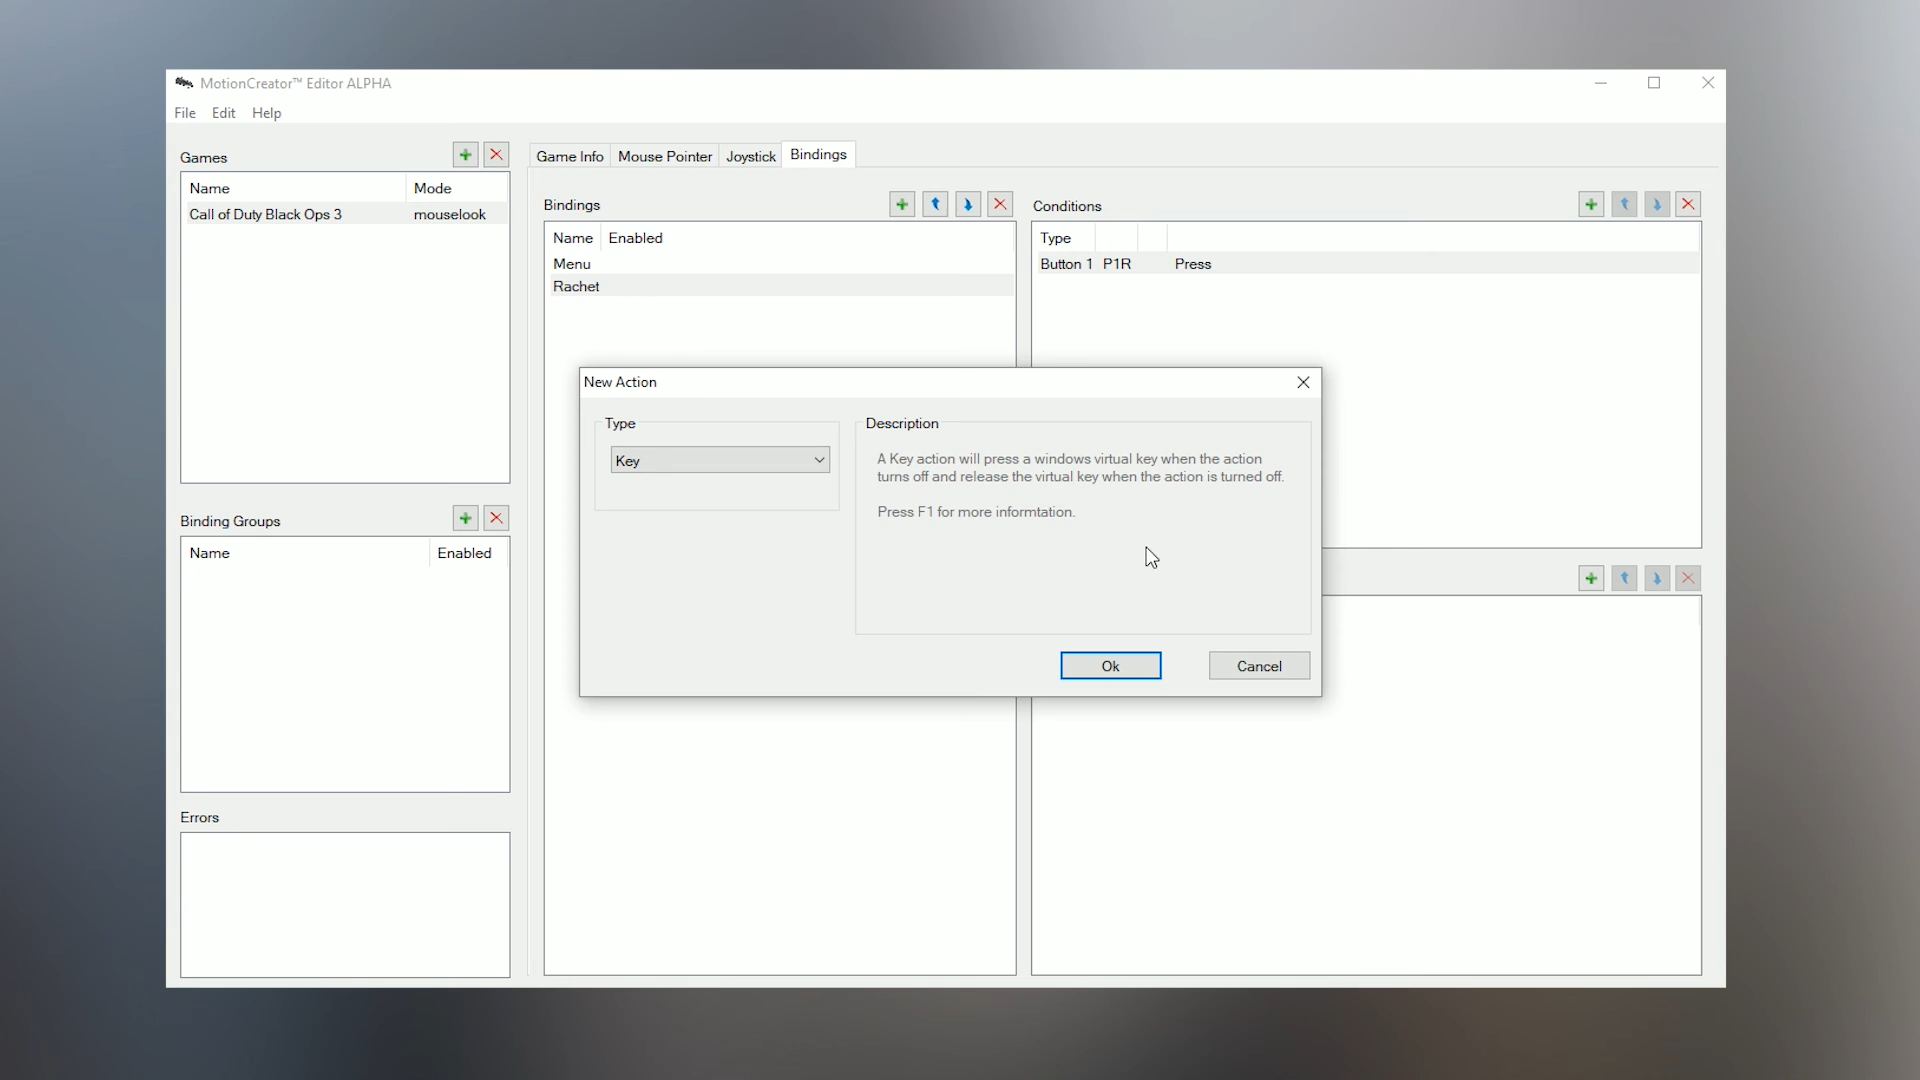 MotionCreator™ Editor ALPHA
File Edit Help
Games
Name Mode
Call of Duty Black Ops 3 mouselook
Binding Groups
Name Enabled
Errors
Game Info Mouse Pointer Joystick Bindings
Bindings
Name Enabled
Menu
Rachet
Conditions
Type
Button 1 P1R Press
New Action
Type
Key
Description
A Key action will press a windows virtual key when the action
turns off and release the virtual key when the action is turned off.
Press F1 for more informtation.
Ok Cancel